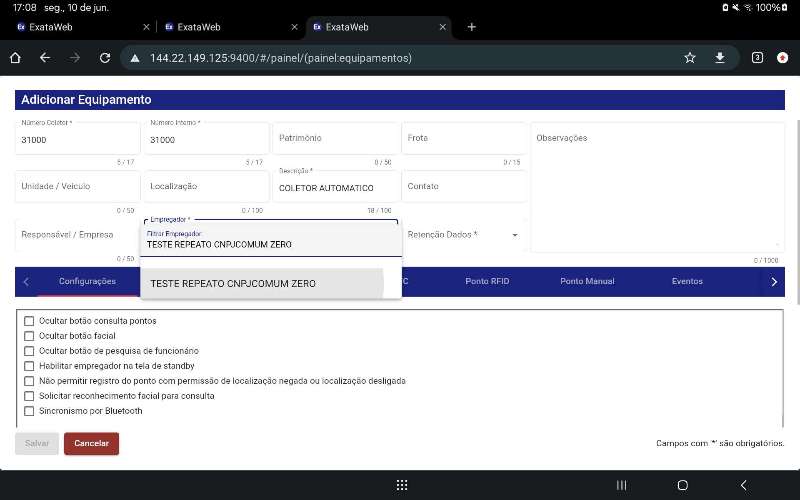 17:08 seg., 10 de jun.
100%
ExataWeb
ExataWeb
ExataWeb
144.22.149.125:9400/#/painel/(painel:equipamentos)
3
Adicionar Equipamento
Número Coletor *
Número Interno *
31000
31000
Patrimônio
Frota
Observações
5 / 17
5 / 17
0 / 50
0 / 15
Descrição *
Unidade / Veículo
Localização
COLETOR AUTOMATICO
Contato
0 / 50
0 / 100
18 / 100
Empregador *
Responsável / Empresa
Filtrar Empregador:
TESTE REPEATO CNPJCOMUM ZERO
Retenção Dados *
0 / 50
0 / 1000
TESTE REPEATO CNPJCOMUM ZERO
Configurações
C
Ponto RFID
Ponto Manual
Eventos
Ocultar botão consulta pontos
Ocultar botão facial
Ocultar botão de pesquisa de funcionário
Habilitar empregador na tela de standby
Não permitir registro do ponto com permissão de localização negada ou localização desligada
Solicitar reconhecimento facial para consulta
Sincronismo por Bluetooth
Salvar
Cancelar
Campos com '*' são obrigatórios.